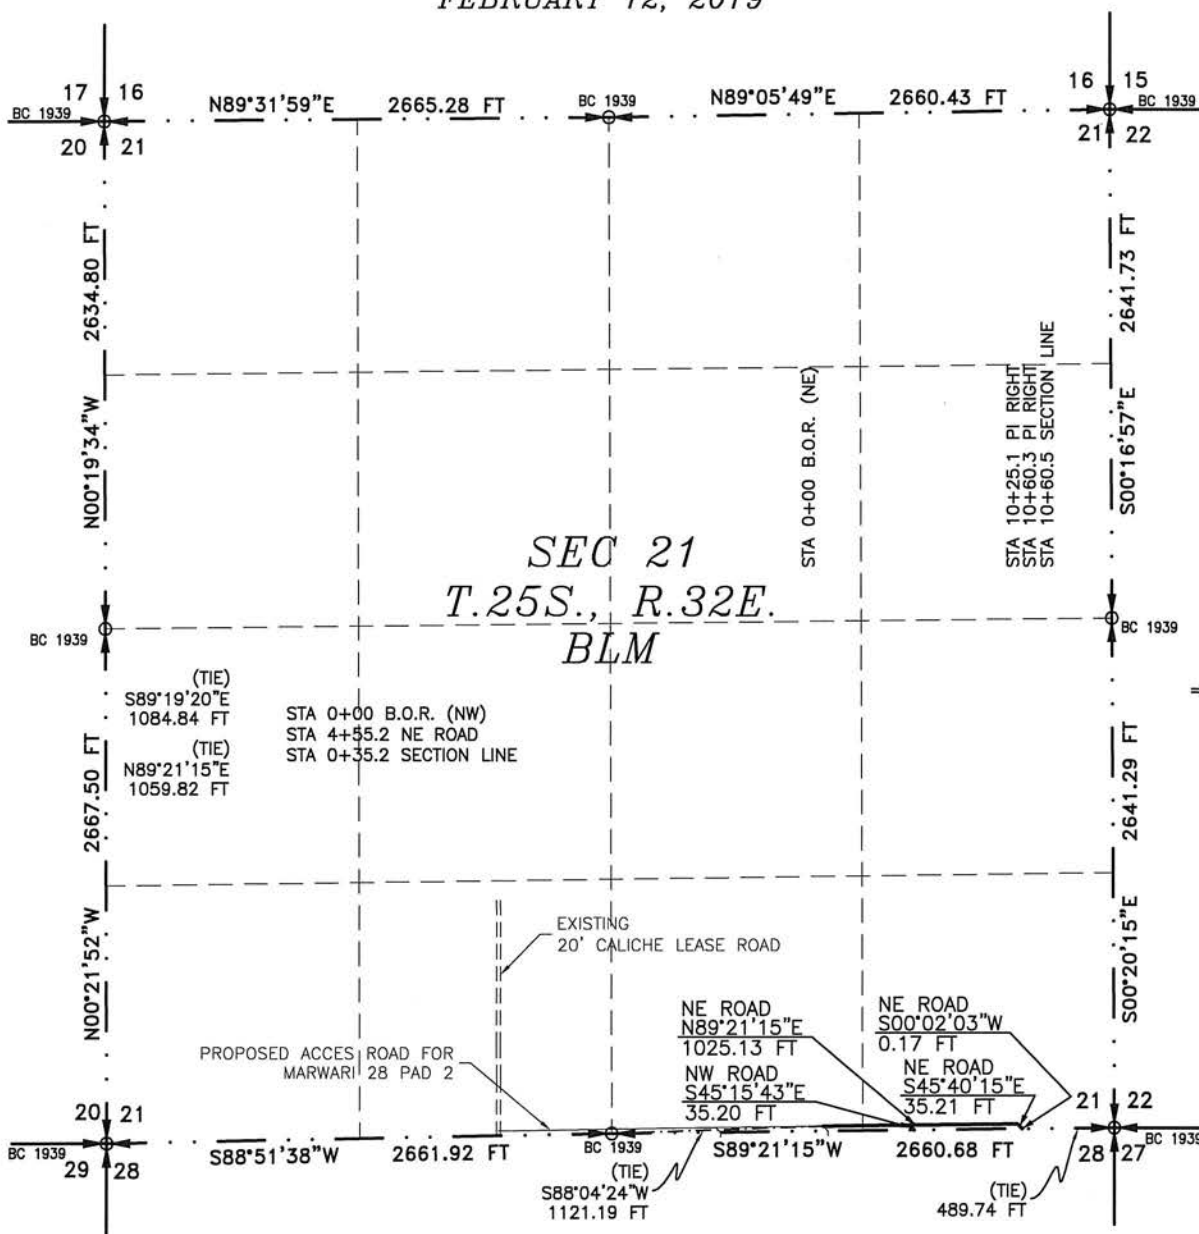 FEBRUARY 12, 2019
17 16
BC 1939
20 21
N89°31'59"E 2665.28 FT
BC 1939
N89°05'49"E 2660.43 FT
16 15
BC 1939
21 22
2634.80 FT
N00°19'34"W
2641.73 FT
S00°16'57"E
STA 0+00 B.O.R. (NE)
STA 10+25.1 PI RIGHT
STA 10+60.3 PI RIGHT
STA 10+60.5 SECTION LINE
SEC 21
T.25S., R.32E.
BLM
BC 1939
BC 1939
(TIE)
S89°19'20"E
1084.84 FT
(TIE)
N89°21'15"E
1059.82 FT
STA 0+00 B.O.R. (NW)
STA 4+55.2 NE ROAD
STA 0+35.2 SECTION LINE
2667.50 FT
N00°21'52"W
2641.29 FT
S00°20'15"E
EXISTING
20' CALICHE LEASE ROAD
PROPOSED ACCES ROAD FOR
MARWARI 28 PAD 2
NE ROAD
N89°21'15"E
1025.13 FT
NW ROAD
S45°15'43"E
35.20 FT
NE ROAD
S00°02'03"W
0.17 FT
NE ROAD
S45°40'15"E
35.21 FT
20 21
BC 1939
29 28
S88°51'38"W 2661.92 FT
BC 1939
S89°21'15"W 2660.68 FT
21 22
BC 1939
28 27
(TIE)
S88°04'24"W
1121.19 FT
(TIE)
489.74 FT